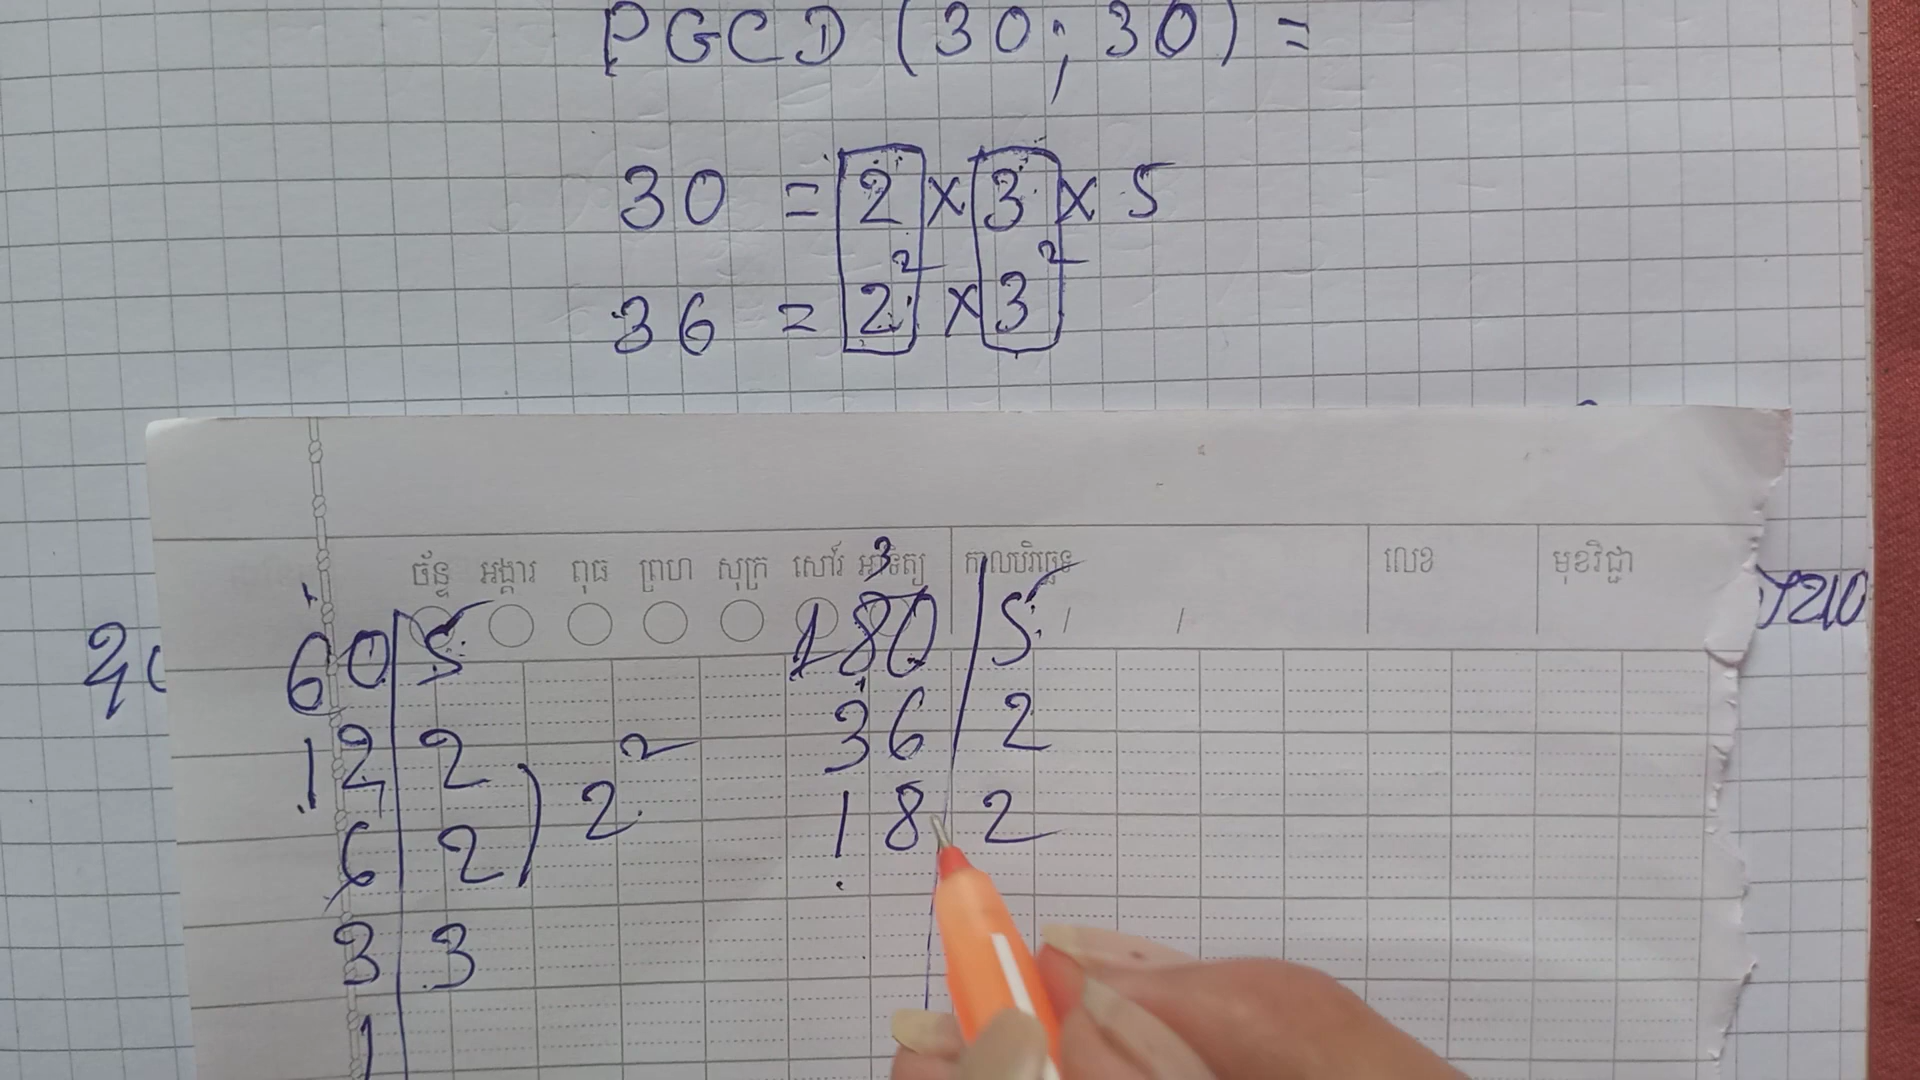 PGCD (30; 30) =
30 = 2 x 3 x 5
36 = 2² x 3²
ច័ន្ទ អង្គារ ពុធ ព្រហ សុក្រ សៅរ៍ អាទិត្យ កាលបរិច្ឆេទ លេខ មុខវិជ្ជា
60 5
12 2
6 2
3 3
1
2²
3
180 5
36 2
18 2